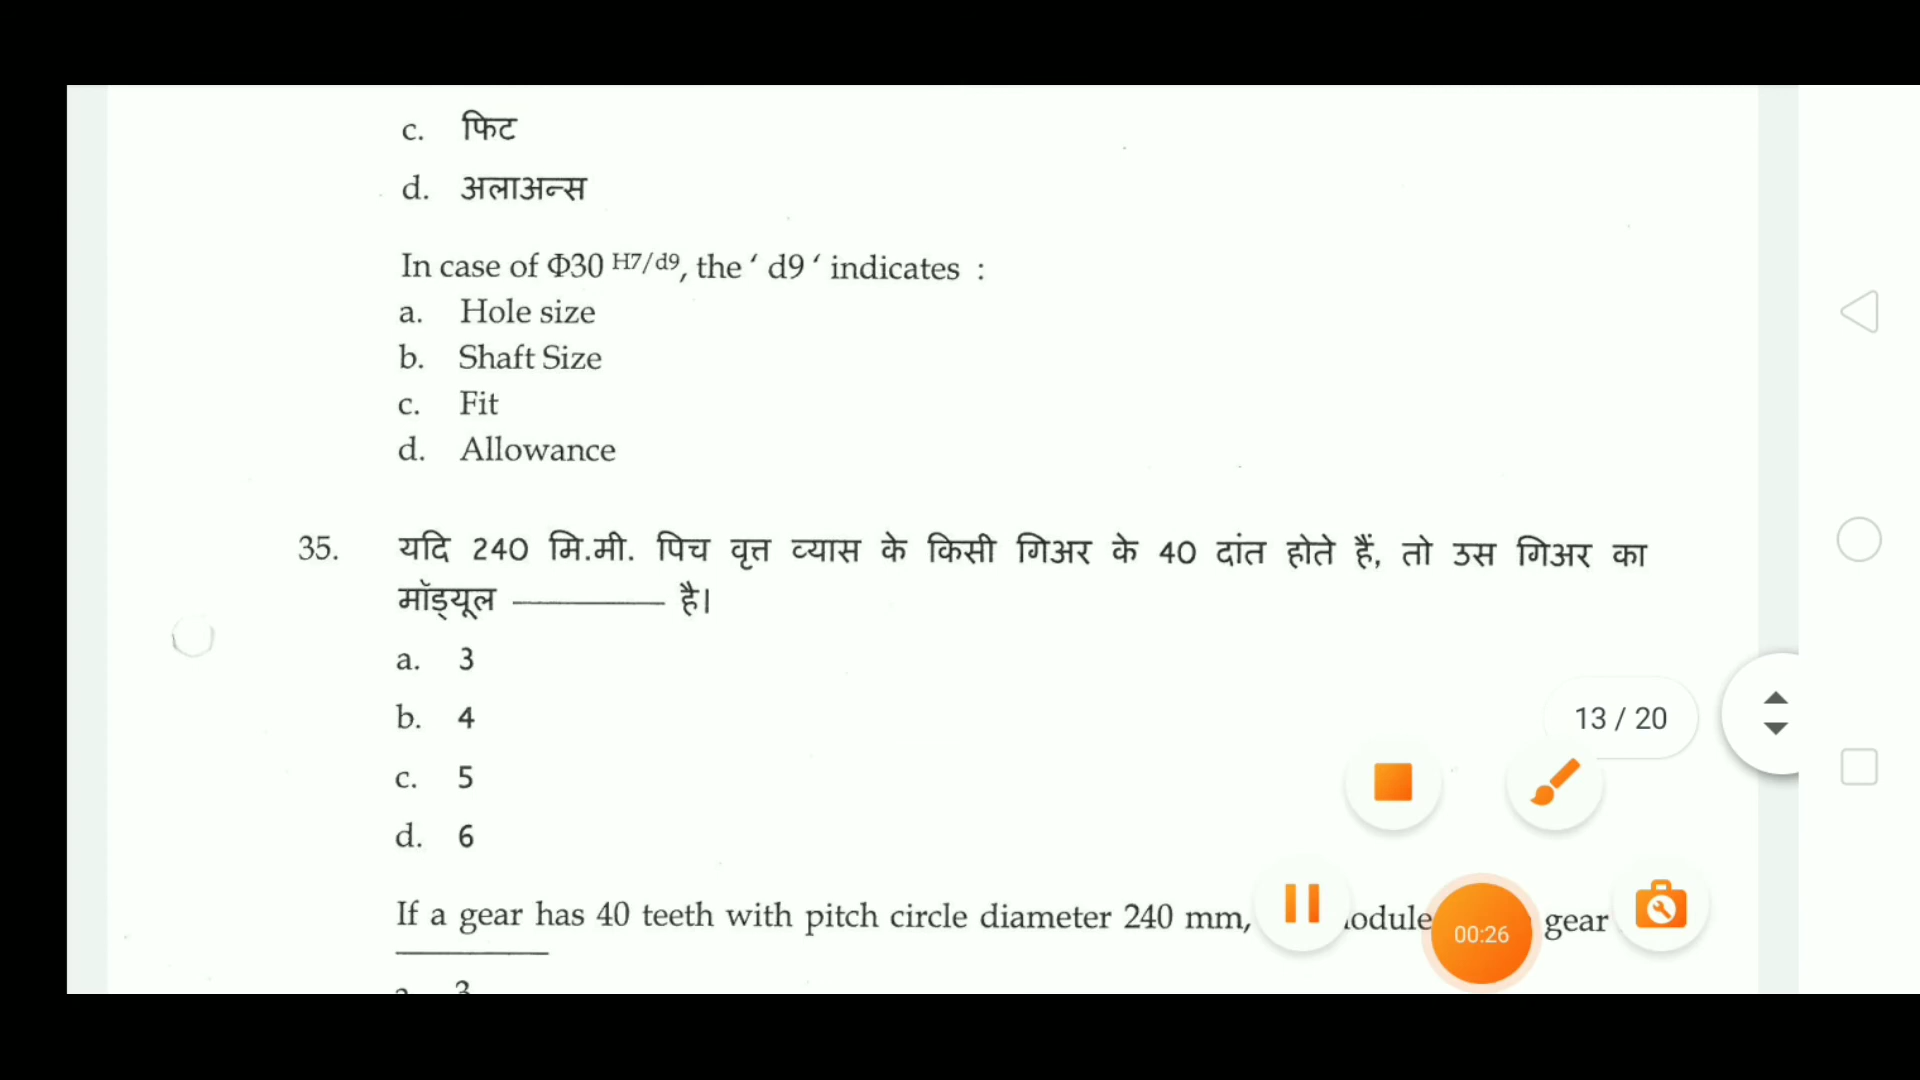 c. फिट
d. अलाअन्स
In case of Φ30 H7/d9, the ‘ d9 ‘ indicates :
a. Hole size
b. Shaft Size
c. Fit
d. Allowance
35. यदि 240 मि.मी. पिच वृत्त व्यास के किसी गिअर के 40 दांत होते हैं, तो उस गिअर का
मॉड्यूल ———— है।
a. 3
b. 4
c. 5
d. 6
13 / 20
If a gear has 40 teeth with pitch circle diameter 240 mm, gear
00:26